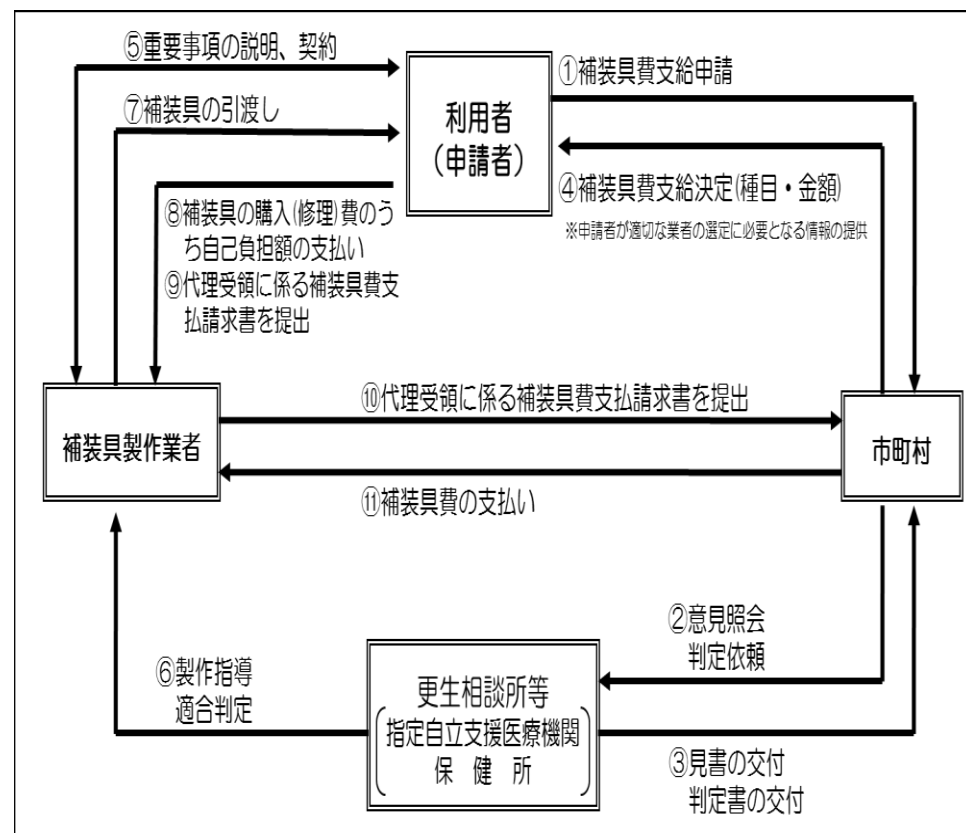 ⑤重要事項の説明、契約
①補装具費支給申請
⑦補装具の引渡し
利用者
(申請者)
④補装具費支給決定(種目・金額)
※申請者が適切な業者の選定に必要となる情報の提供
⑧補装具の購入(修理)費のう
ち自己負担額の支払い
⑨代理受領に係る補装具費支
払請求書を提出
補装具製作業者
⑩代理受領に係る補装具費支払請求書を提出
市町村
⑪補装具費の支払い
②意見照会
判定依頼
⑥製作指導
適合判定
更生相談所等
指定自立支援医療機関
保 健 所
③見書の交付
判定書の交付